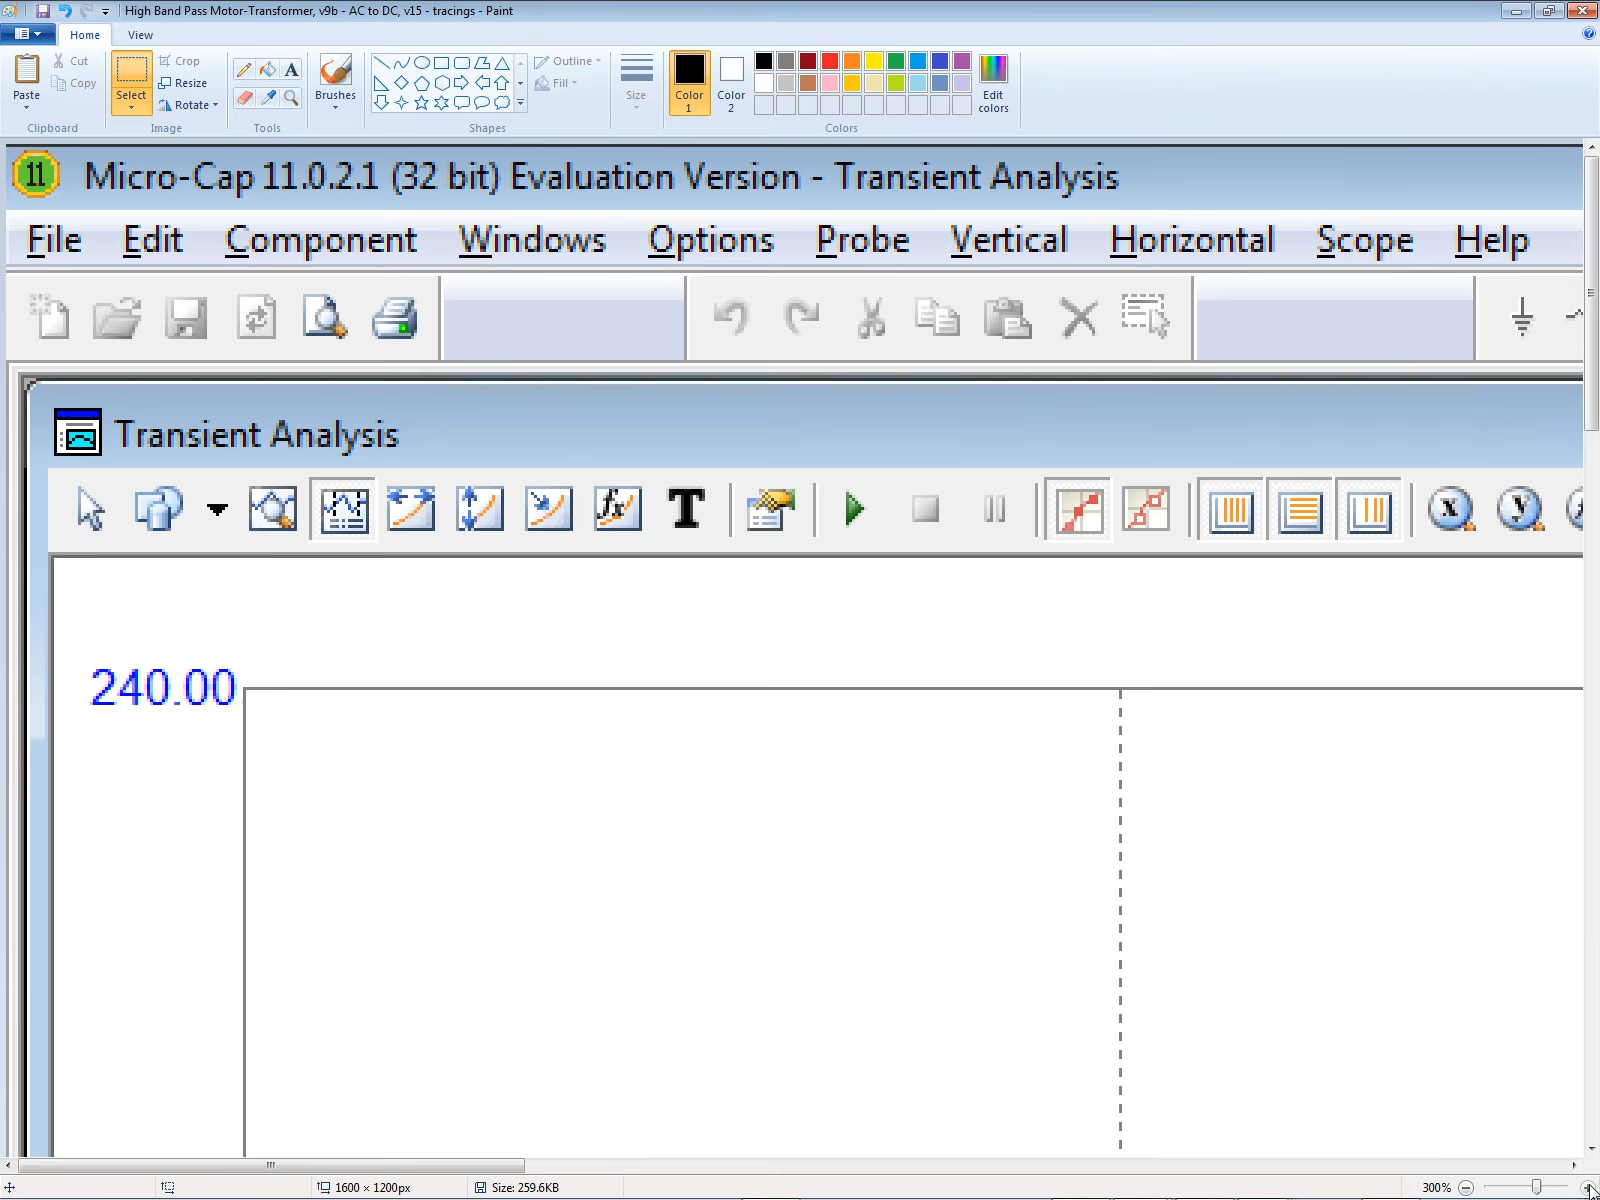 High Band Pass Motor-Transformer, v9b - AC to DC, v15 - tracings - Paint
Home View
Paste
Cut
Copy
Clipboard
Select
Crop
Resize
Rotate
Image
A
Tools
Brushes
Shapes
Outline
Fill
Size
Color 1
Color 2
Colors
Edit colors
11 Micro-Cap 11.0.2.1 (32 bit) Evaluation Version - Transient Analysis
File Edit Component Windows Options Probe Vertical Horizontal Scope Help
Transient Analysis
fx T x y
240.00
1600 × 1200px Size: 259.6KB 300%